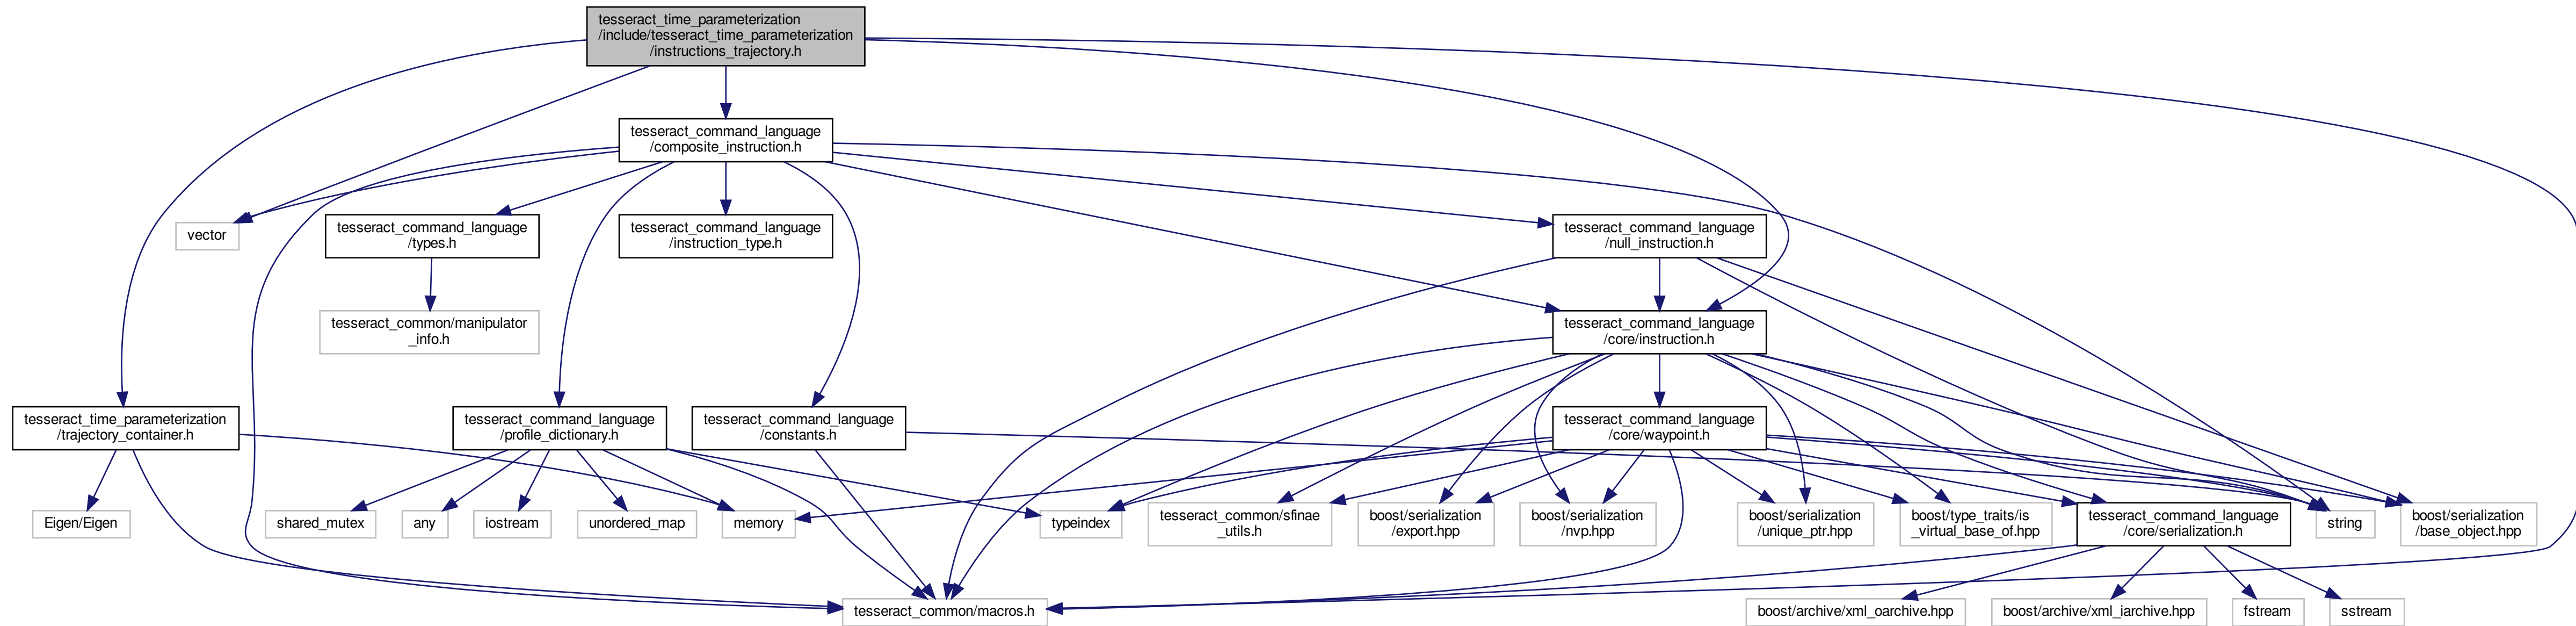 tesseract_time_parameterization
/include/tesseract_time_parameterization
/instructions_trajectory.h
tesseract_command_language
/composite_instruction.h
vector
tesseract_command_language
/types.h
tesseract_command_language
/instruction_type.h
tesseract_command_language
/null_instruction.h
tesseract_common/manipulator
_info.h
tesseract_command_language
/core/instruction.h
tesseract_time_parameterization
/trajectory_container.h
tesseract_command_language
/profile_dictionary.h
tesseract_command_language
/constants.h
tesseract_command_language
/core/waypoint.h
Eigen/Eigen
shared_mutex
any
iostream
unordered_map
memory
typeindex
tesseract_common/sfinae
_utils.h
boost/serialization
/export.hpp
boost/serialization
/nvp.hpp
boost/serialization
/unique_ptr.hpp
boost/type_traits/is
_virtual_base_of.hpp
tesseract_command_language
/core/serialization.h
string
boost/serialization
/base_object.hpp
tesseract_common/macros.h
boost/archive/xml_oarchive.hpp
boost/archive/xml_iarchive.hpp
fstream
sstream